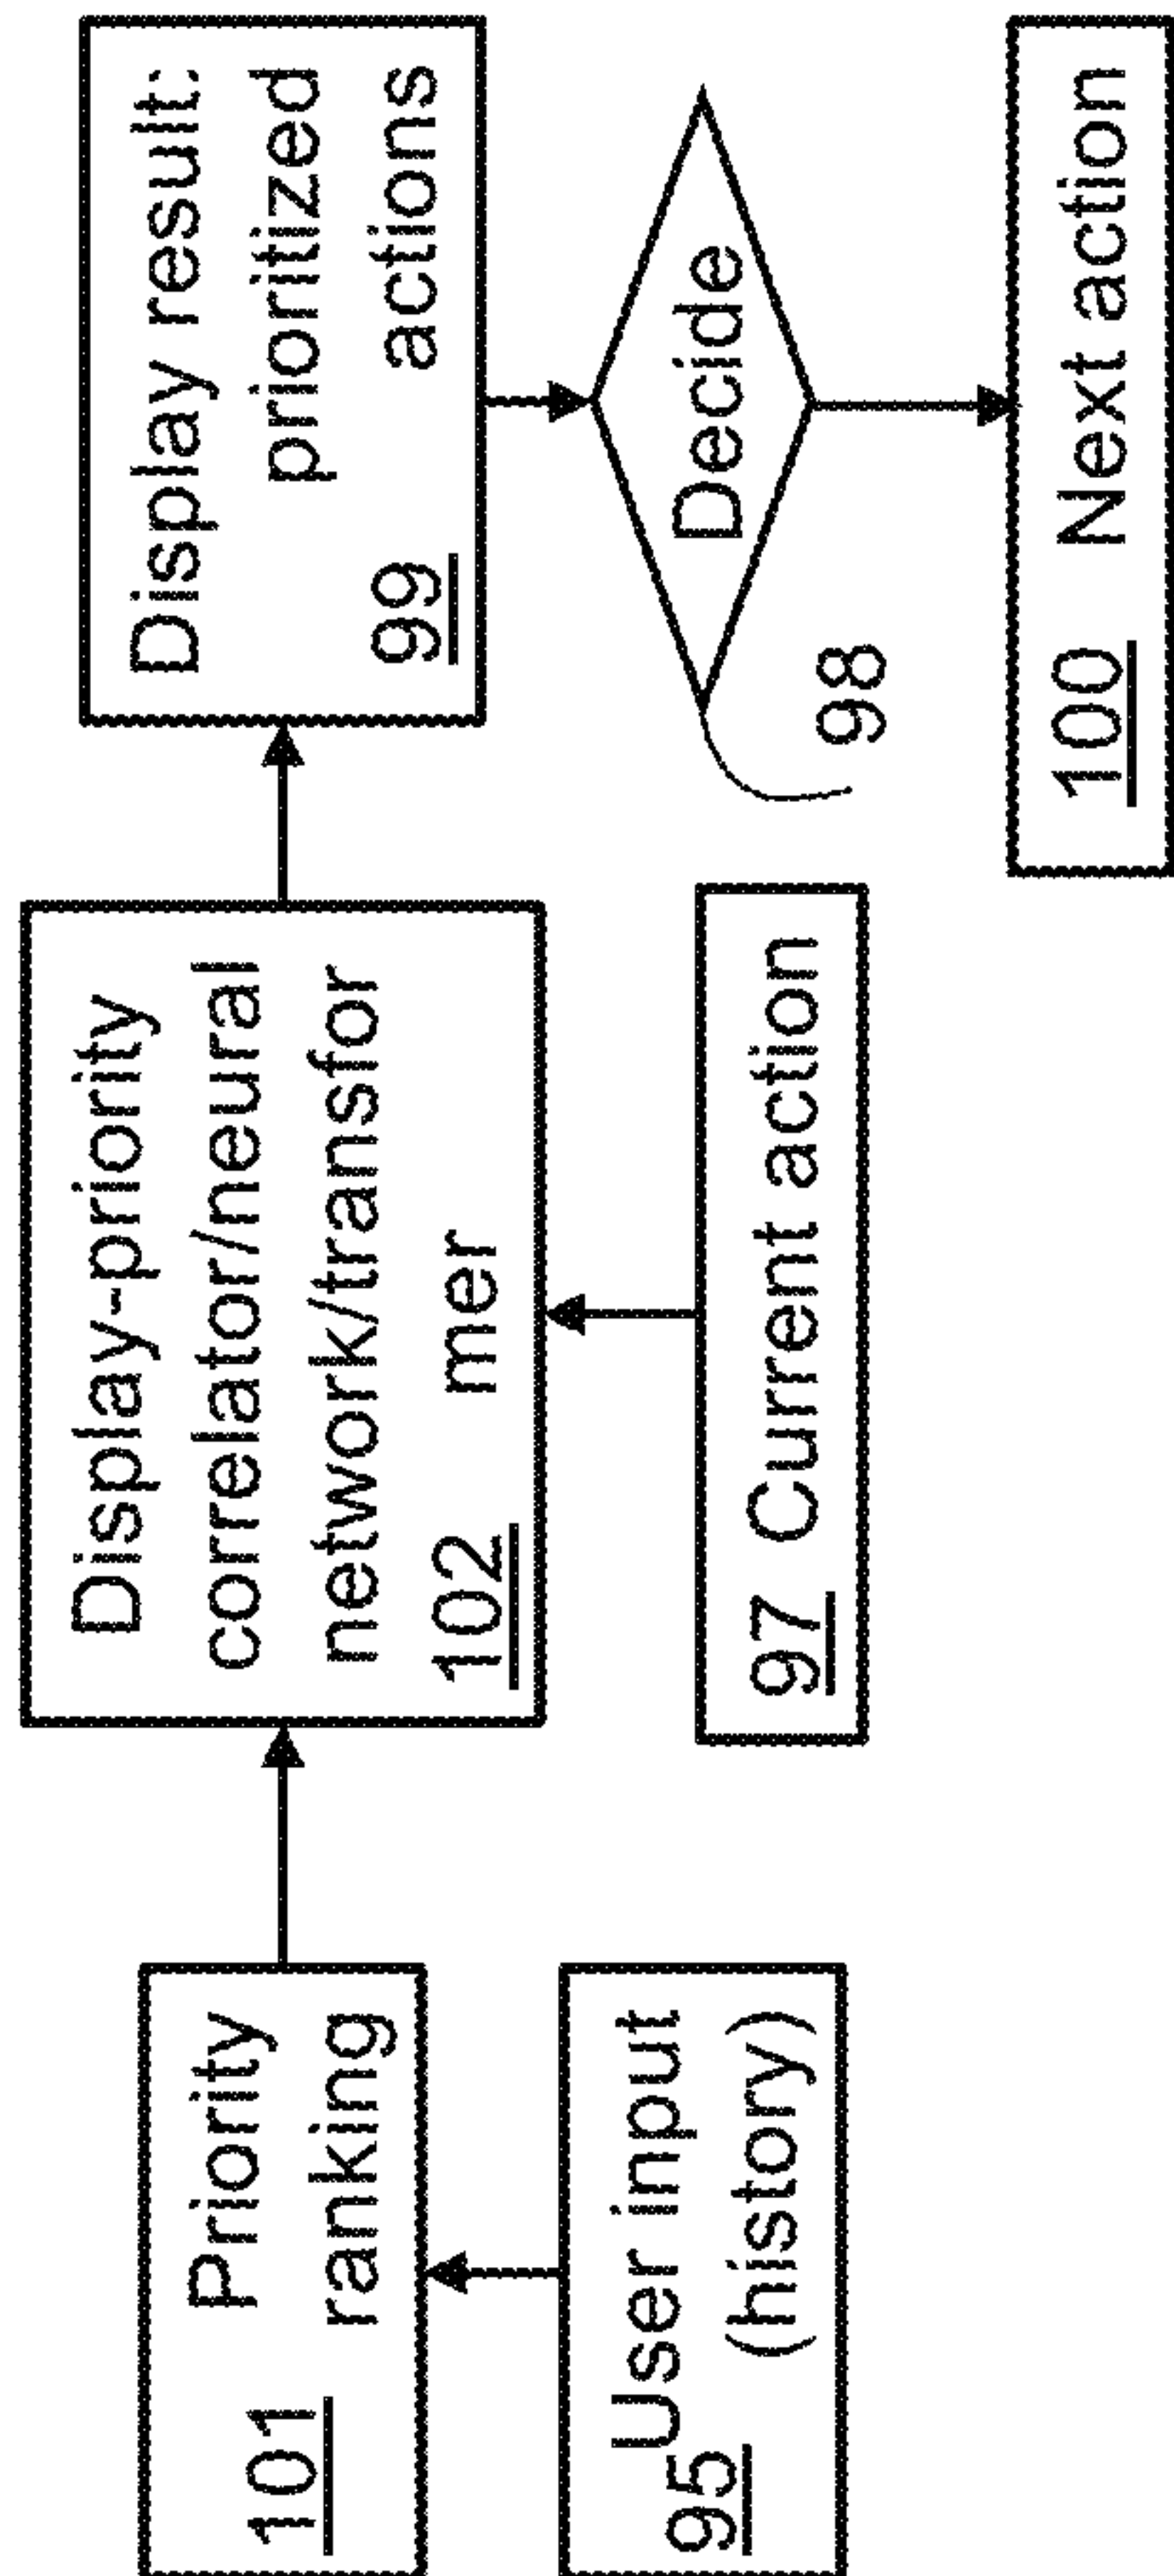 Priority
101 ranking
User input
95 (history)
Display-priority
correlator/neural
network/transfor
102 mer
97 Current action
Display result:
prioritized
99 actions
Decide
98
100 Next action